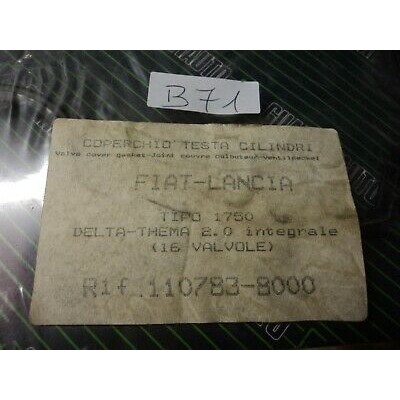 B71
COPERCHIO TESTA CILINDRI
Valve cover gasket-Joint couvre Culbuteur-Ventildeckel
FIAT-LANCIA
TIPO 1750
DELTA-THEMA 2.0 integrale
(16 VALVOLE)
Rif.110783-8000